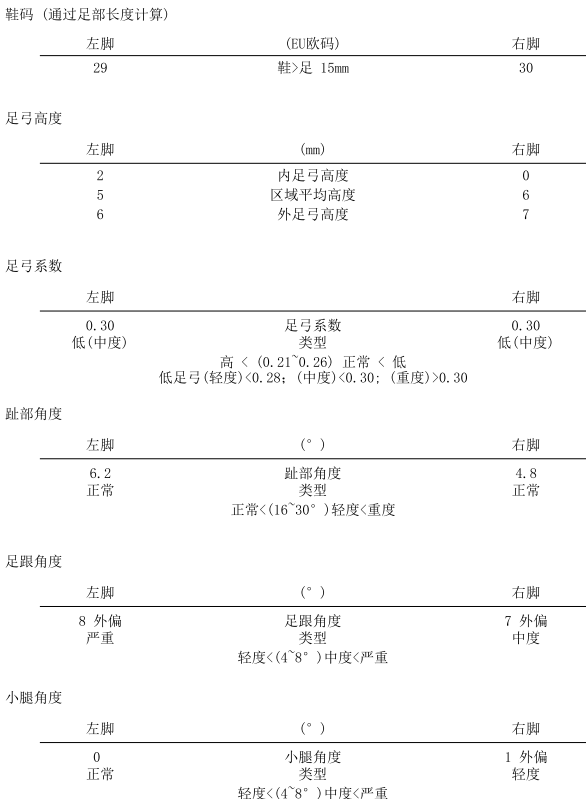 鞋码 (通过足部长度计算)
左脚 (EU欧码) 右脚
29 鞋>足 15mm 30
足弓高度
左脚 (mm) 右脚
2 内足弓高度 0
5 区域平均高度 6
6 外足弓高度 7
足弓系数
左脚 右脚
0.30 足弓系数 0.30
低(中度) 类型 低(中度)
高 < (0.21~0.26) 正常 < 低
低足弓(轻度)<0.28; (中度)<0.30; (重度)>0.30
趾部角度
左脚 (° ) 右脚
6.2 趾部角度 4.8
正常 类型 正常
正常<(16~30° )轻度<重度
足跟角度
左脚 (° ) 右脚
8 外偏 足跟角度 7 外偏
严重 类型 中度
轻度<(4~8° )中度<严重
小腿角度
左脚 (° ) 右脚
0 小腿角度 1 外偏
正常 类型 轻度
轻度<(4~8° )中度<严重